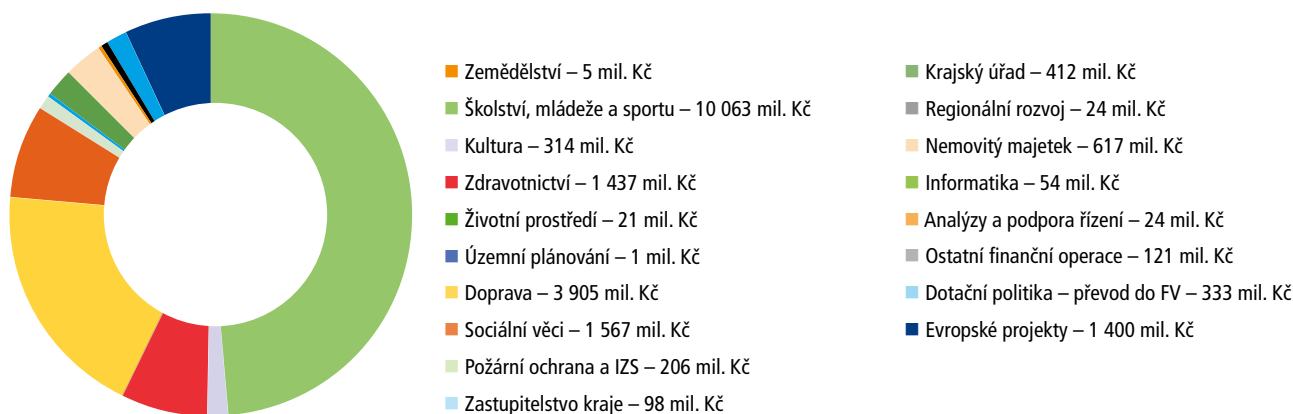 Zemědělství – 5 mil. Kč
Školství, mládeže a sportu – 10 063 mil. Kč
Kultura – 314 mil. Kč
Zdravotnictví – 1 437 mil. Kč
Životní prostředí – 21 mil. Kč
Územní plánování – 1 mil. Kč
Doprava – 3 905 mil. Kč
Sociální věci – 1 567 mil. Kč
Požární ochrana a IZS – 206 mil. Kč
Zastupitelstvo kraje – 98 mil. Kč
Krajský úřad – 412 mil. Kč
Regionální rozvoj – 24 mil. Kč
Nemovitý majetek – 617 mil. Kč
Informatika – 54 mil. Kč
Analýzy a podpora řízení – 24 mil. Kč
Ostatní finanční operace – 121 mil. Kč
Dotační politika – převod do FV – 333 mil. Kč
Evropské projekty – 1 400 mil. Kč